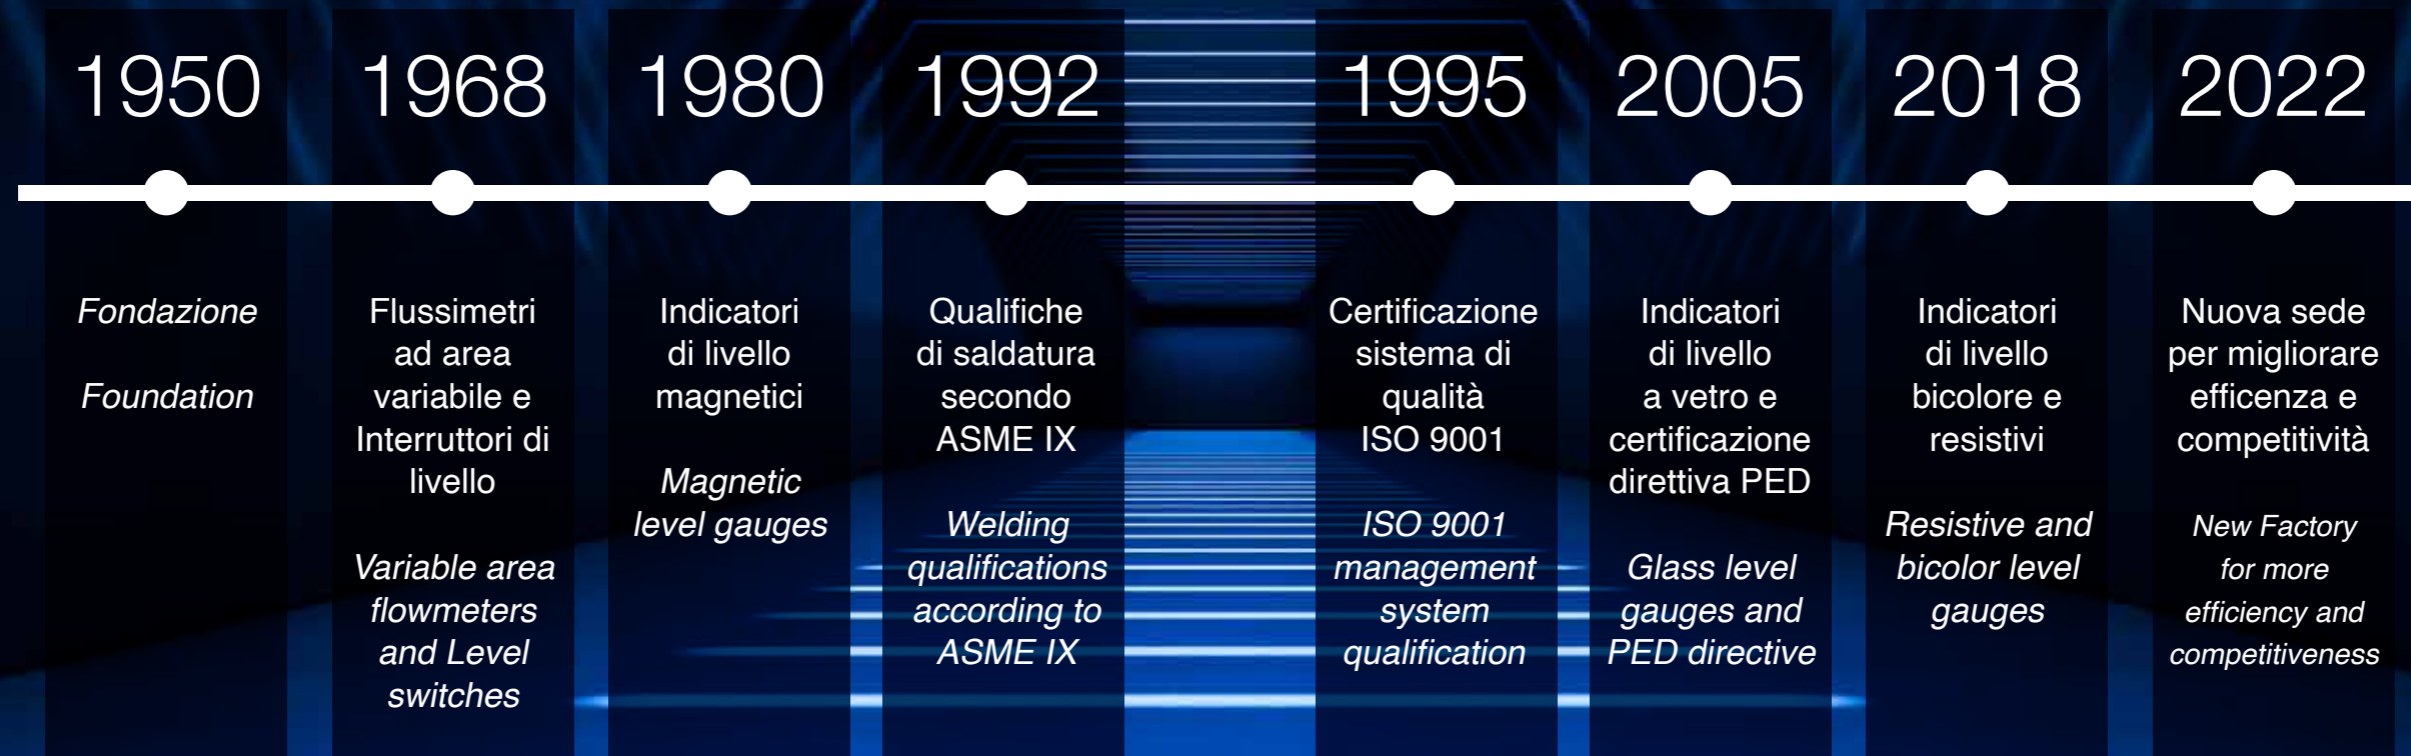 1950
Fondazione
Foundation
1968
Flussimetri
ad area
variabile e
Interruttori di
livello
Variable area
flowmeters
and Level
switches
1980
Indicatori
di livello
magnetici
Magnetic
level gauges
1992
Qualifiche
di saldatura
secondo
ASME IX
Welding
qualifications
according to
ASME IX
1995
Certificazione
sistema di
qualità
ISO 9001
ISO 9001
management
system
qualification
2005
Indicatori
di livello
a vetro e
certificazione
direttiva PED
Glass level
gauges and
PED directive
2018
Indicatori
di livello
bicolore e
resistivi
Resistive and
bicolor level
gauges
2022
Nuova sede
per migliorare
efficenza e
competitività
New Factory
for more
efficiency and
competitiveness